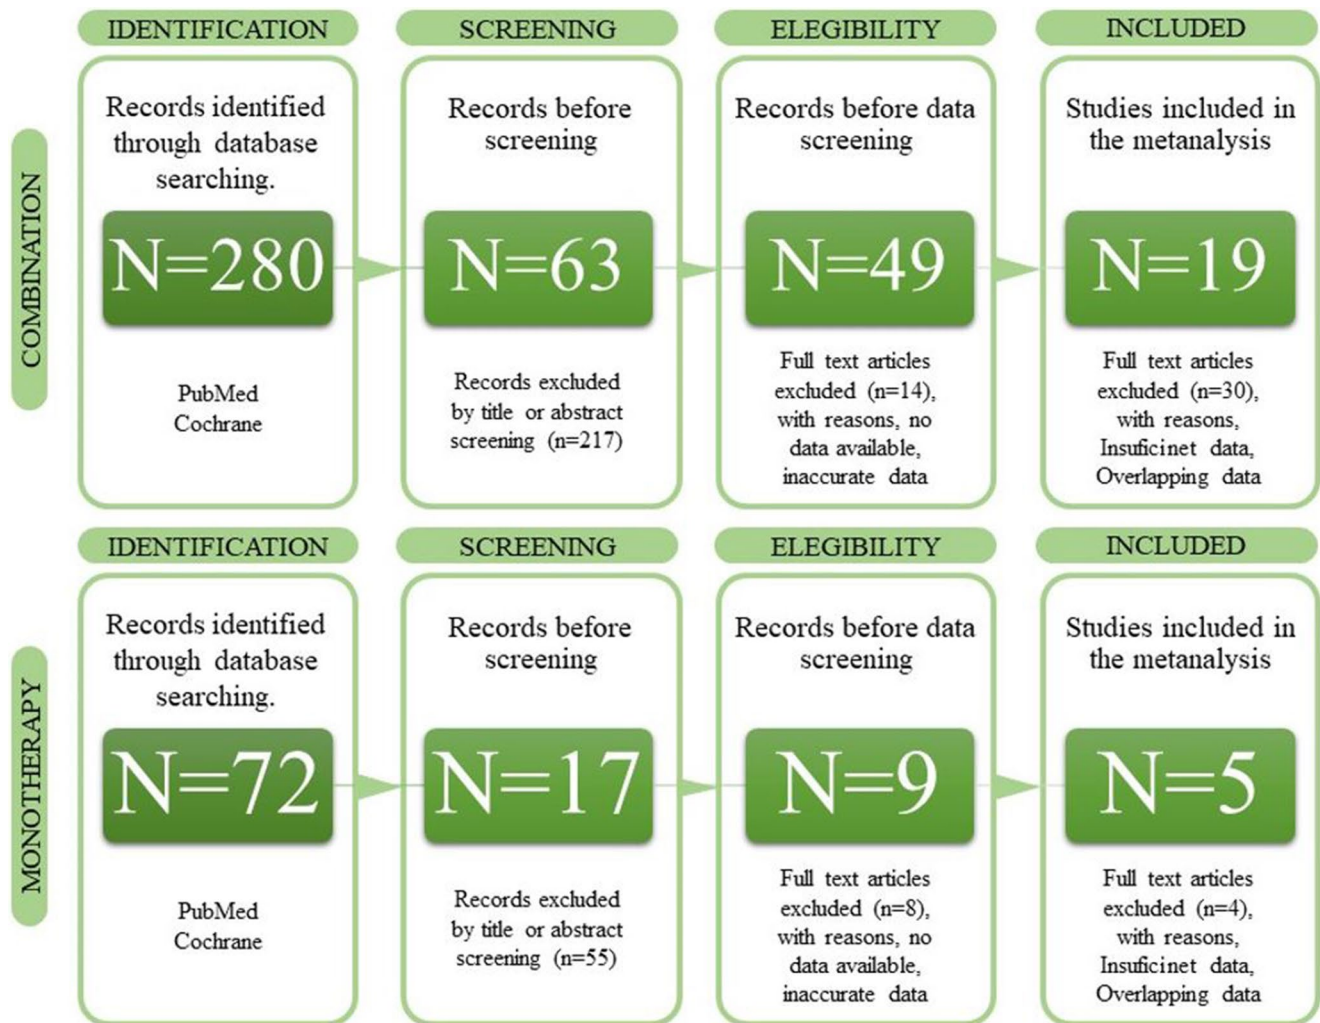 COMBINATION
IDENTIFICATION
Records identified
through database
searching.
N=280
PubMed
Cochrane
SCREENING
Records before
screening
N=63
Records excluded
by title or abstract
screening (n=217)
ELEGIBILITY
Records before data
screening
N=49
Full text articles
excluded (n=14),
with reasons, no
data available,
inaccurate data
INCLUDED
Studies included in
the metanalysis
N=19
Full text articles
excluded (n=30),
with reasons,
Insuficinet data,
Overlapping data
MONOTHERAPY
IDENTIFICATION
Records identified
through database
searching.
N=72
PubMed
Cochrane
SCREENING
Records before
screening
N=17
Records excluded
by title or abstract
screening (n=55)
ELEGIBILITY
Records before data
screening
N=9
Full text articles
excluded (n=8),
with reasons, no
data available,
inaccurate data
INCLUDED
Studies included in
the metanalysis
N=5
Full text articles
excluded (n=4),
with reasons,
Insuficinet data,
Overlapping data